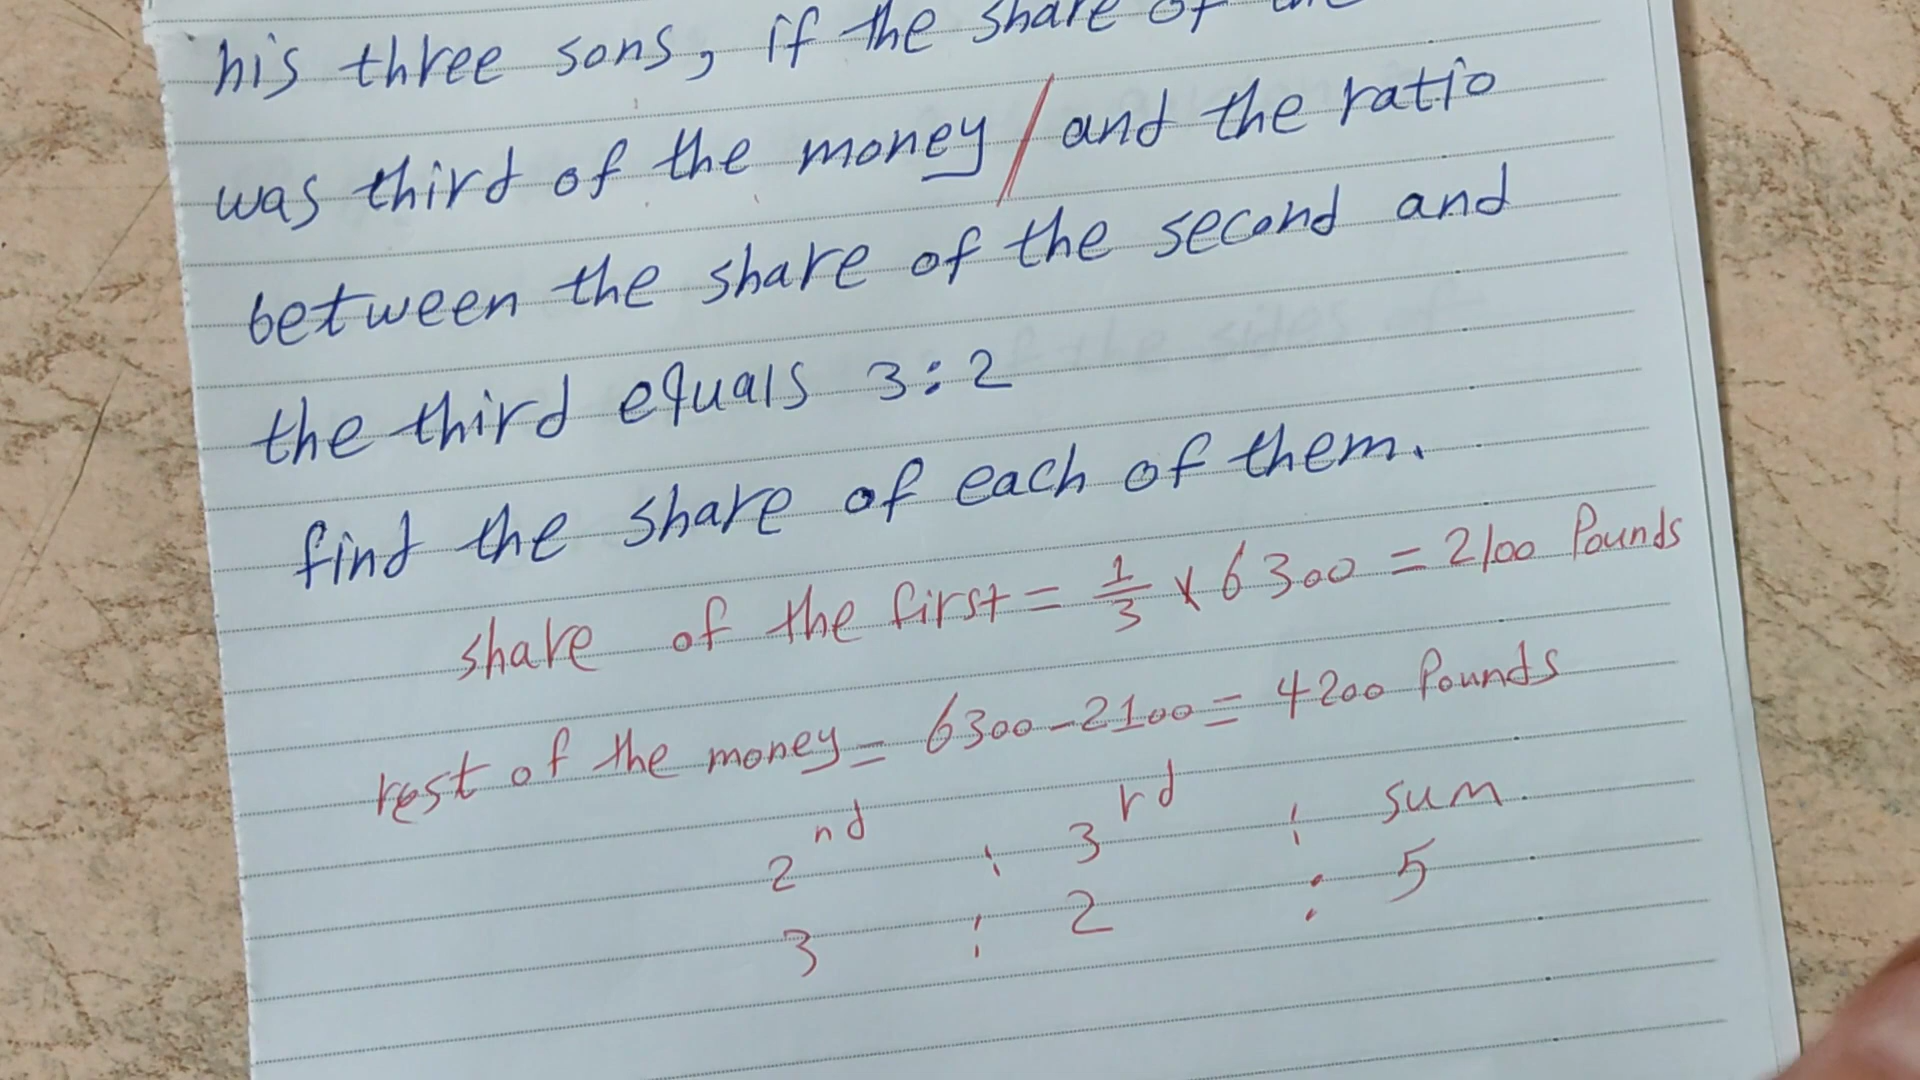 his three sons, if the share of the
was third of the money / and the ratio
between the share of the second and
the third equals 3:2
find the share of each of them.
share of the first = 1/3 x 6300 = 2100 Pounds
rest of the money = 6300-2100 = 4200 Pounds
2nd : 3rd : sum
3 : 2 : 5